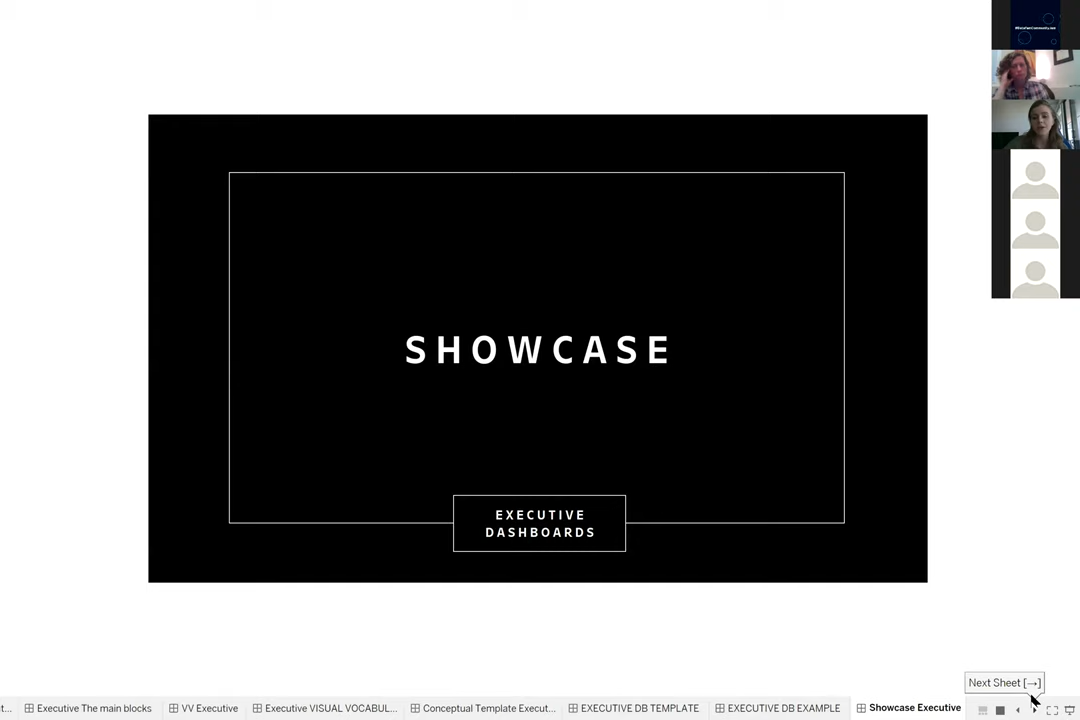 SHOWCASE
EXECUTIVE
DASHBOARDS
Next Sheet [→]
t...
Executive The main blocks
VV Executive
Executive VISUAL VOCABUL...
Conceptual Template Execut...
EXECUTIVE DB TEMPLATE
EXECUTIVE DB EXAMPLE
Showcase Executive